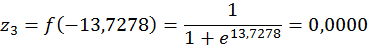 z₃ = f(−13,7278) = 1 / (1 + e^13,7278) = 0,0000